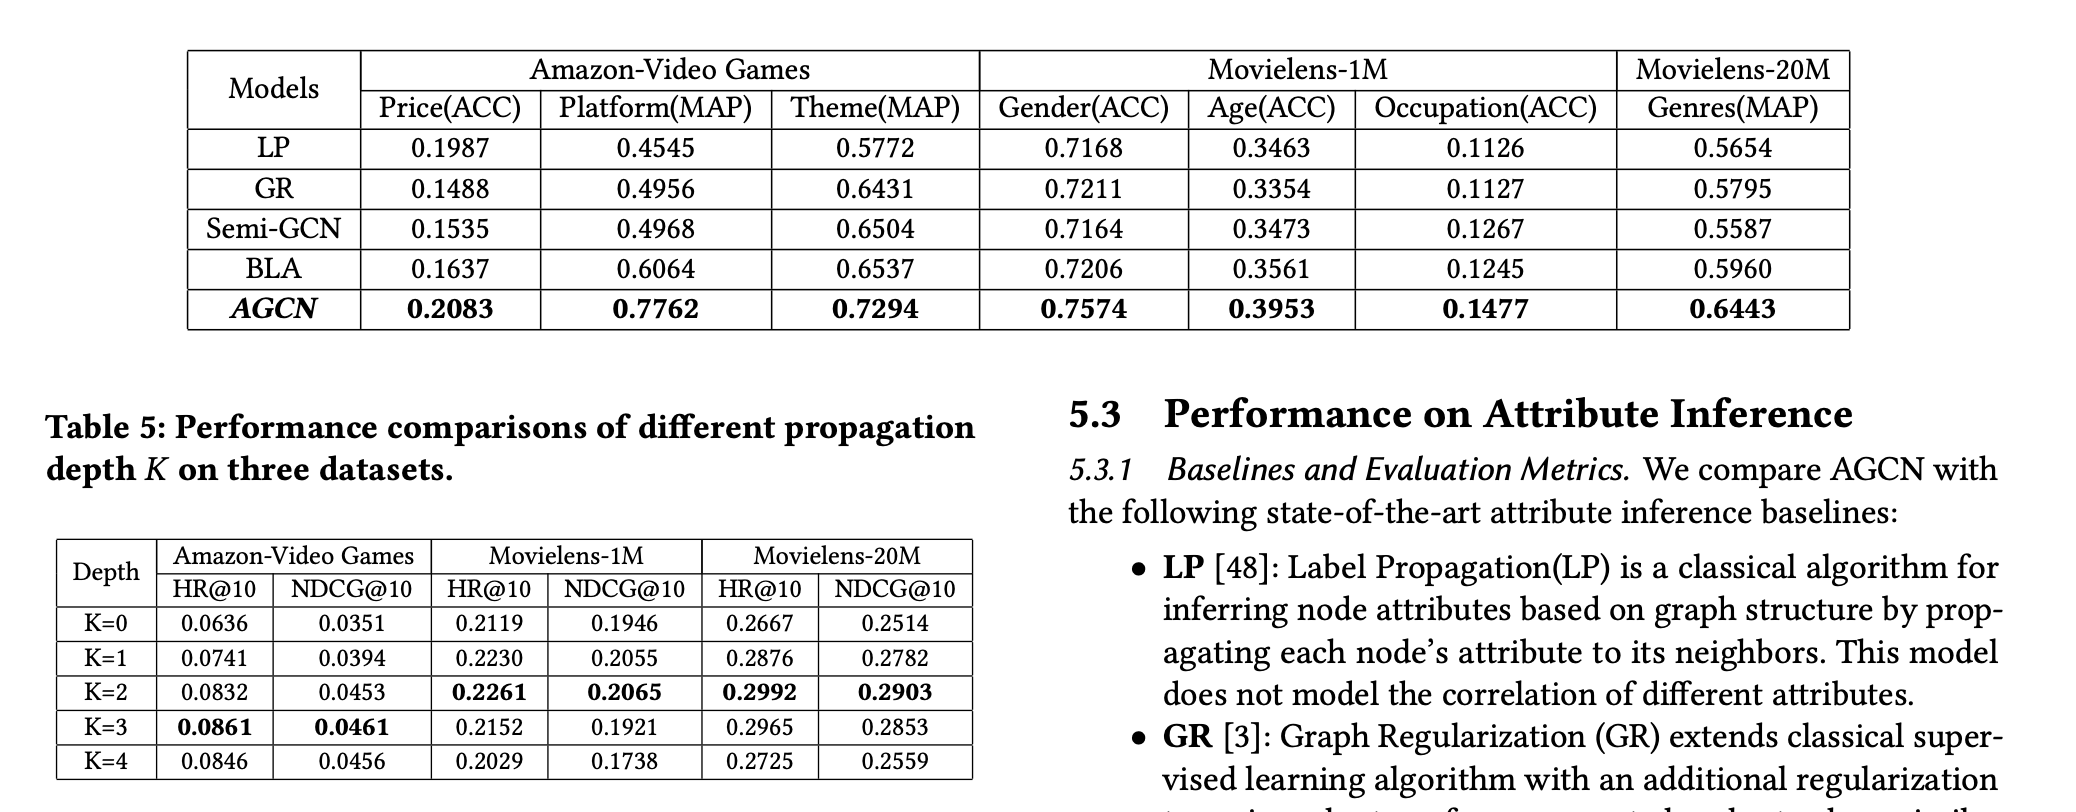 Models Amazon-Video Games Movielens-1M Movielens-20M
Price(ACC) Platform(MAP) Theme(MAP) Gender(ACC) Age(ACC) Occupation(ACC) Genres(MAP)
LP 0.1987 0.4545 0.5772 0.7168 0.3463 0.1126 0.5654
GR 0.1488 0.4956 0.6431 0.7211 0.3354 0.1127 0.5795
Semi-GCN 0.1535 0.4968 0.6504 0.7164 0.3473 0.1267 0.5587
BLA 0.1637 0.6064 0.6537 0.7206 0.3561 0.1245 0.5960
AGCN 0.2083 0.7762 0.7294 0.7574 0.3953 0.1477 0.6443
Table 5: Performance comparisons of different propagation
depth K on three datasets.
Depth Amazon-Video Games Movielens-1M Movielens-20M
HR@10 NDCG@10 HR@10 NDCG@10 HR@10 NDCG@10
K=0 0.0636 0.0351 0.2119 0.1946 0.2667 0.2514
K=1 0.0741 0.0394 0.2230 0.2055 0.2876 0.2782
K=2 0.0832 0.0453 0.2261 0.2065 0.2992 0.2903
K=3 0.0861 0.0461 0.2152 0.1921 0.2965 0.2853
K=4 0.0846 0.0456 0.2029 0.1738 0.2725 0.2559
5.3 Performance on Attribute Inference
5.3.1 Baselines and Evaluation Metrics. We compare AGCN with
the following state-of-the-art attribute inference baselines:
• LP [48]: Label Propagation(LP) is a classical algorithm for
inferring node attributes based on graph structure by prop-
agating each node's attribute to its neighbors. This model
does not model the correlation of different attributes.
• GR [3]: Graph Regularization (GR) extends classical super-
vised learning algorithm with an additional regularization